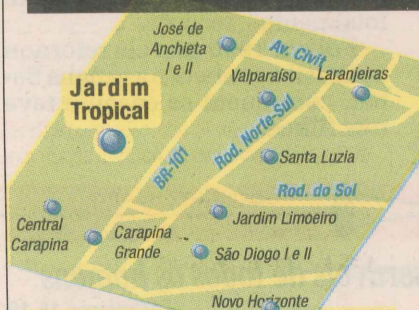 José de
Anchieta
I e II
Av. Civit
Valparaíso
Laranjeiras
Jardim
Tropical
Rod. Norte-Sul
BR-101
Santa Luzia
Rod. do Sol
Central
Carapina
Carapina
Grande
Jardim Limoeiro
São Diogo I e II
Novo Horizonte